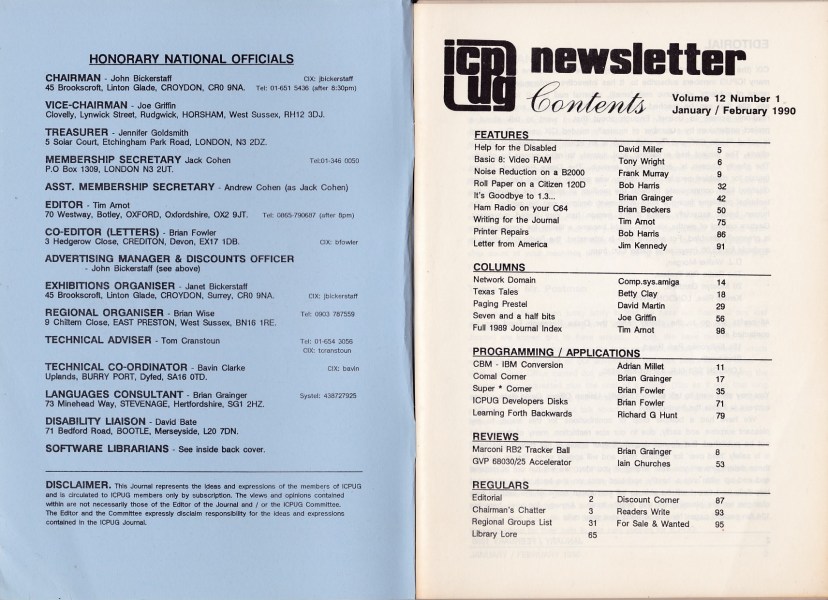 HONORARY NATIONAL OFFICIALS
CHAIRMAN - John Bickerstaff CIX: jbickerstaff
45 Brookscroft, Linton Glade, CROYDON, CR0 9NA. Tel: 01-651 5436 (after 8:30pm)
VICE-CHAIRMAN - Joe Griffin
Clovelly, Lynwick Street, Rudgwick, HORSHAM, West Sussex, RH12 3DJ.
TREASURER - Jennifer Goldsmith
5 Solar Court, Etchingham Park Road, LONDON, N3 2DZ.
MEMBERSHIP SECRETARY Jack Cohen Tel:01-346 0050
P.O Box 1309, LONDON N3 2UT.
ASST. MEMBERSHIP SECRETARY - Andrew Cohen (as Jack Cohen)
EDITOR - Tim Arnot
70 Westway, Botley, OXFORD, Oxfordshire, OX2 9JT. Tel: 0865-790687 (after 8pm)
CO-EDITOR (LETTERS) - Brian Fowler
3 Hedgerow Close, CREDITON, Devon, EX17 1DB. CIX: bfowler
ADVERTISING MANAGER & DISCOUNTS OFFICER
- John Bickerstaff (see above)
EXHIBITIONS ORGANISER - Janet Bickerstaff
45 Brookscroft, Linton Glade, CROYDON, Surrey, CR0 9NA. CIX: jbickerstaff
REGIONAL ORGANISER - Brian Wise Tel: 0903 787559
9 Chiltern Close, EAST PRESTON, West Sussex, BN16 1RE.
TECHNICAL ADVISER - Tom Cranstoun Tel: 01-654 3056
CIX: tcranstoun
TECHNICAL CO-ORDINATOR - Bavin Clarke CIX: bavin
Uplands, BURRY PORT, Dyfed, SA16 0TD.
LANGUAGES CONSULTANT - Brian Grainger Systel: 438727925
73 Minehead Way, STEVENAGE, Hertfordshire, SG1 2HZ.
DISABILITY LIAISON - David Bate
71 Bedford Road, BOOTLE, Merseyside, L20 7DN.
SOFTWARE LIBRARIANS - See inside back cover.
DISCLAIMER. This Journal represents the ideas and expressions of the members of ICPUG
and is circulated to ICPUG members only by subscription. The views and opinions contained
within are not necessarily those of the Editor of the Journal and / or the ICPUG Committee.
The Editor and the Committee expressly disclaim responsibility for the ideas and expressions
contained in the ICPUG Journal.
icpug newsletter
Contents
Volume 12 Number 1
January / February 1990
FEATURES
Help for the Disabled David Miller 5
Basic 8: Video RAM Tony Wright 6
Noise Reduction on a B2000 Frank Murray 9
Roll Paper on a Citizen 120D Bob Harris 32
It's Goodbye to 1.3... Brian Grainger 42
Ham Radio on your C64 Brian Beckers 50
Writing for the Journal Tim Arnot 75
Printer Repairs Bob Harris 86
Letter from America Jim Kennedy 91
COLUMNS
Network Domain Comp.sys.amiga 14
Texas Tales Betty Clay 18
Paging Prestel David Martin 29
Seven and a half bits Joe Griffin 56
Full 1989 Journal Index Tim Arnot 98
PROGRAMMING / APPLICATIONS
CBM - IBM Conversion Adrian Millet 11
Comal Corner Brian Grainger 17
Super * Corner Brian Fowler 35
ICPUG Developers Disks Brian Fowler 71
Learning Forth Backwards Richard G Hunt 79
REVIEWS
Marconi RB2 Tracker Ball Brian Grainger 8
GVP 68030/25 Accelerator Iain Churches 53
REGULARS
Editorial 2 Discount Corner 87
Chairman's Chatter 3 Readers Write 93
Regional Groups List 31 For Sale & Wanted 95
Library Lore 65